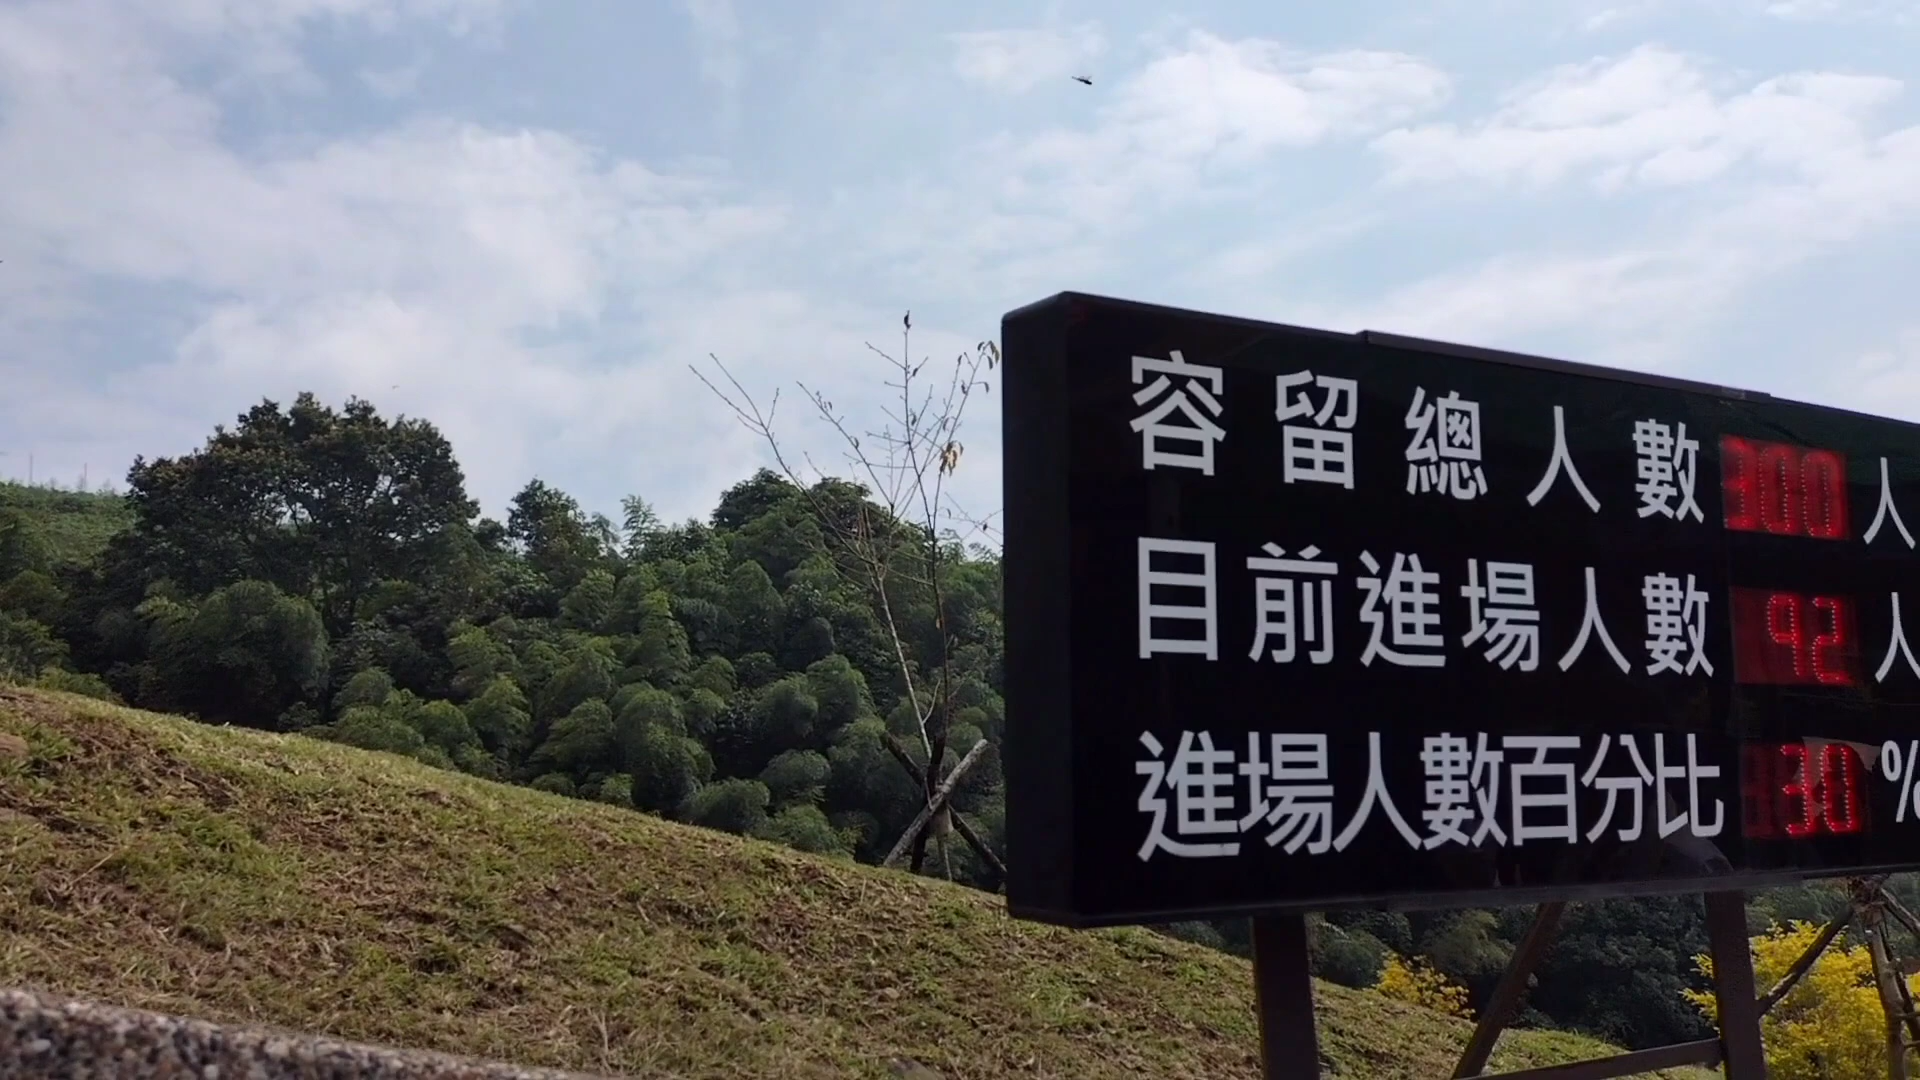 容留總人數 300 人
目前進場人數 92 人
進場人數百分比 30 %